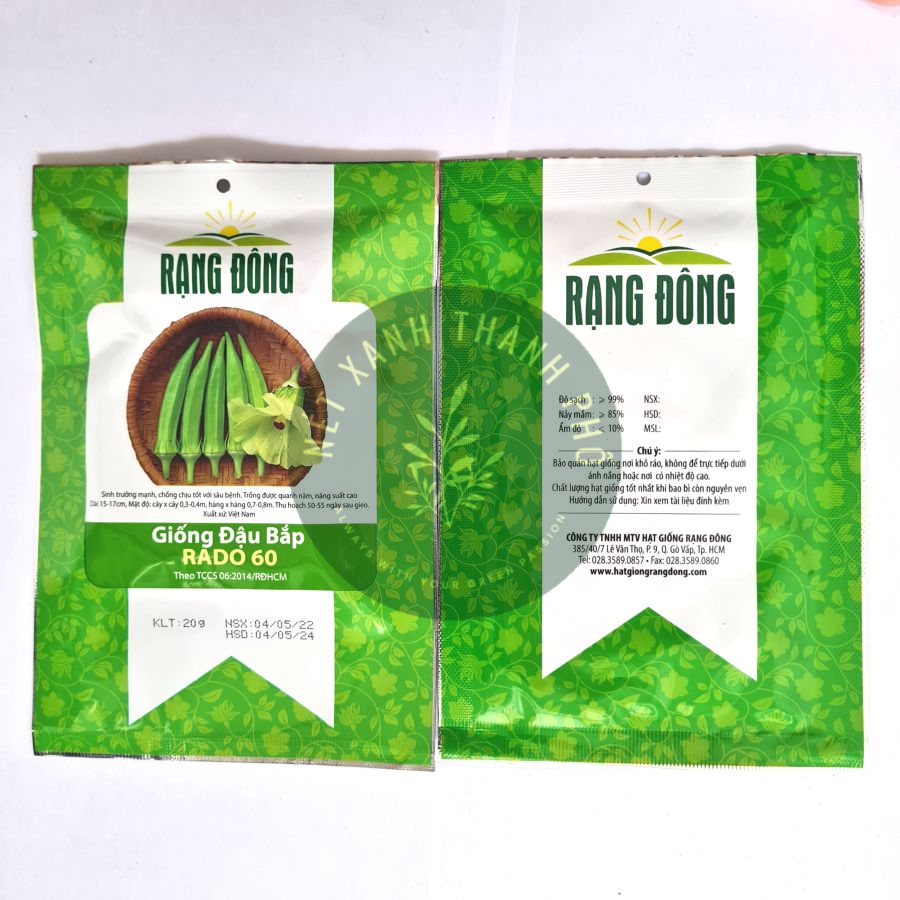 RẠNG ĐÔNG
Sinh trưởng mạnh, chống chịu tốt với sâu bệnh. Trồng được quanh năm, năng suất cao
Dài 15-17cm, Mật độ: cây x cây 0,3-0,4m, hàng x hàng 0,7-0,8m. Thu hoạch 50-55 ngày sau gieo.
Xuất xứ: Việt Nam
Giống Đậu Bắp
RADO 60
Theo TCCS 06:2014/RĐHCM
KLT:20g NSX:04/05/22
HSD:04/05/24
RẠNG ĐÔNG
Độ sạch : ≥ 99% NSX:
Nảy mầm: ≥ 85% HSD:
Ẩm độ : < 10% MSL:
Chú ý:
Bảo quản hạt giống nơi khô ráo, không để trực tiếp dưới
ánh nắng hoặc nơi có nhiệt độ cao.
Chất lượng hạt giống tốt nhất khi bao bì còn nguyên vẹn
Hướng dẫn sử dụng: Xin xem tài liệu đính kèm
CÔNG TY TNHH MTV HẠT GIỐNG RẠNG ĐÔNG
385/40/7 Lê Văn Thọ, P. 9, Q. Gò Vấp, Tp. HCM
Tel: 028.3589.0857 • Fax: 028.3589.0860
www.hatgiongrangdong.com
XANH THÀNH PHỐ
YOUR GREEN PASSION